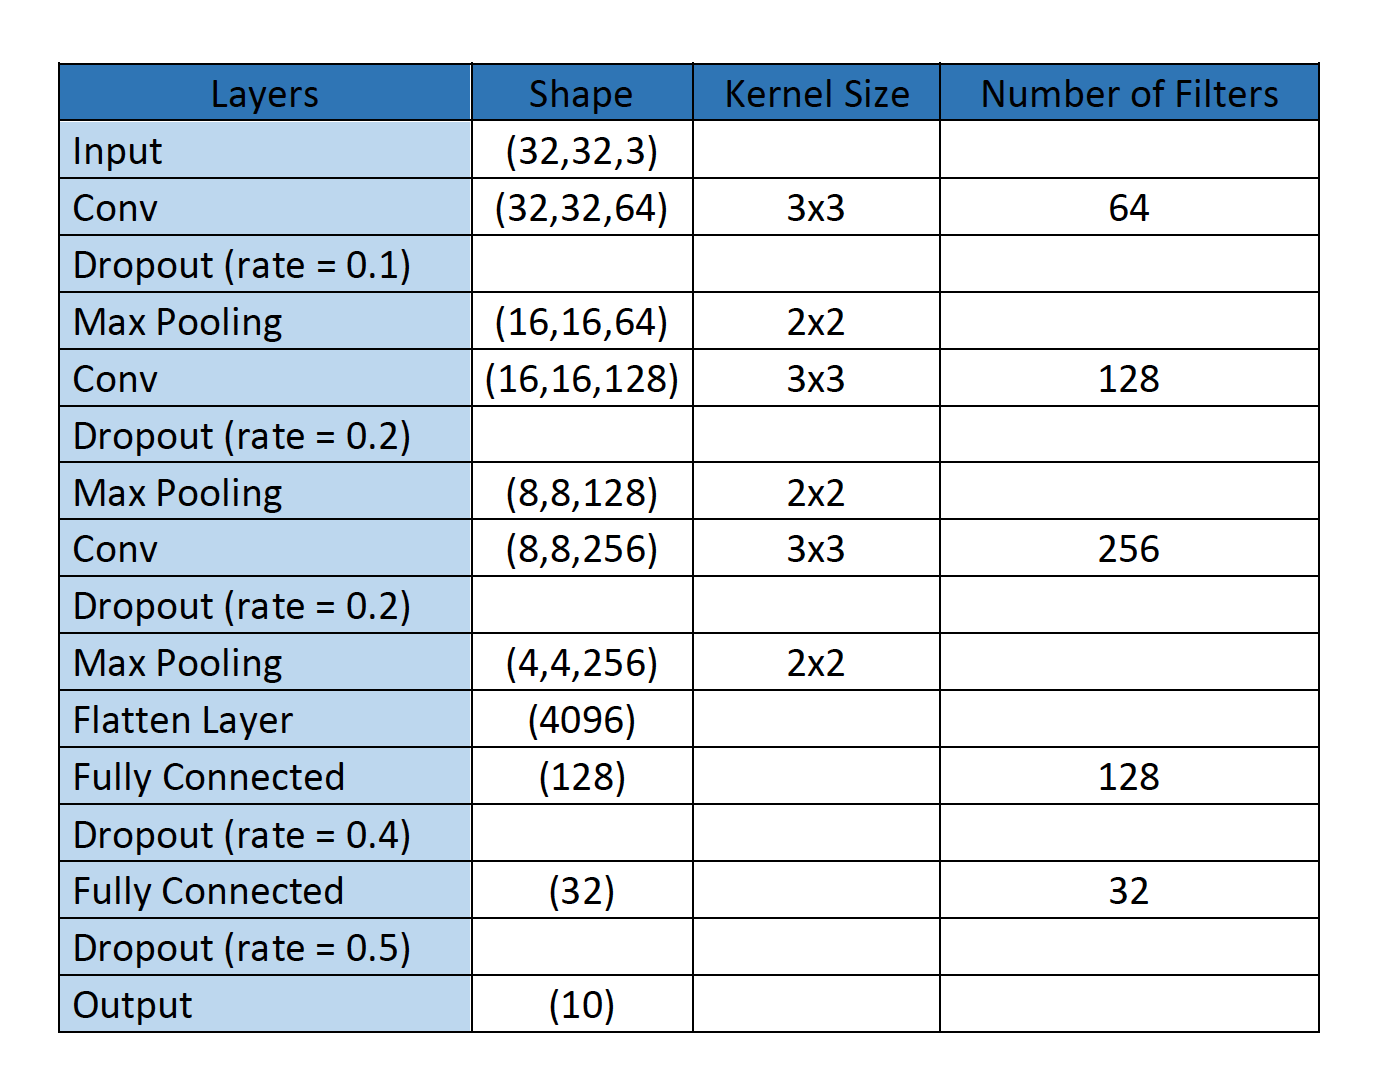 Layers Shape Kernel Size Number of Filters
Input (32,32,3)
Conv (32,32,64) 3x3 64
Dropout (rate = 0.1)
Max Pooling (16,16,64) 2x2
Conv (16,16,128) 3x3 128
Dropout (rate = 0.2)
Max Pooling (8,8,128) 2x2
Conv (8,8,256) 3x3 256
Dropout (rate = 0.2)
Max Pooling (4,4,256) 2x2
Flatten Layer (4096)
Fully Connected (128) 128
Dropout (rate = 0.4)
Fully Connected (32) 32
Dropout (rate = 0.5)
Output (10)